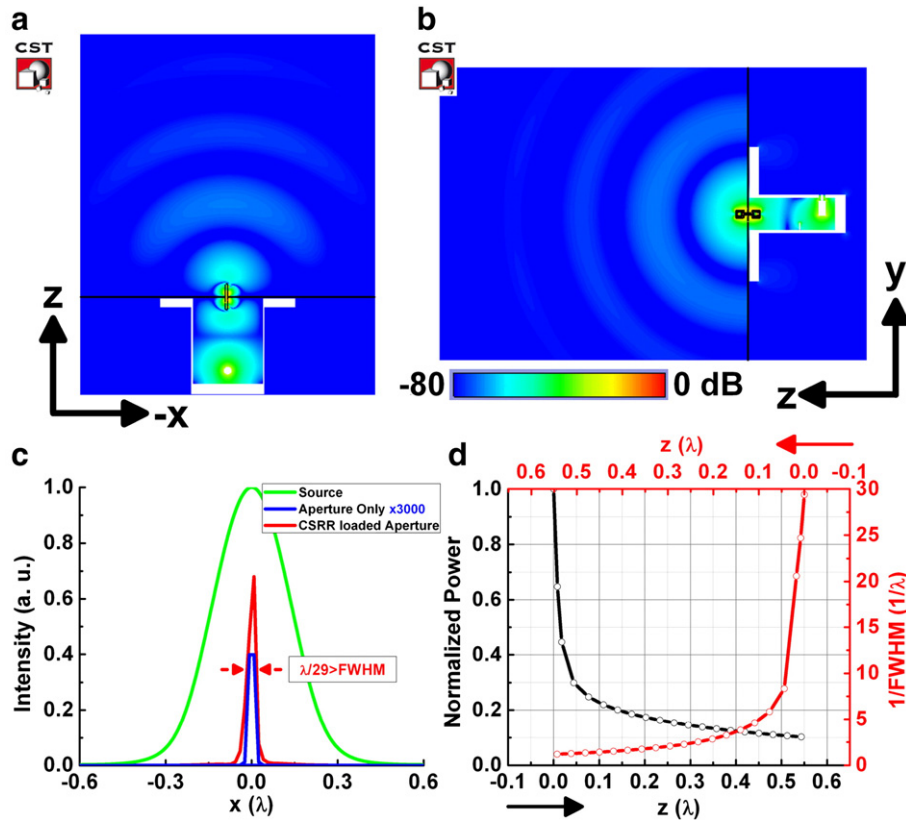 a
CST
z
-x
b
CST
y
z
-80
0 dB
c
Intensity (a. u.)
1.0
0.8
0.6
0.4
0.2
0.0
Source
Aperture Only x3000
CSRR loaded Aperture
λ/29>FWHM
-0.6 -0.3 0.0 0.3 0.6
x (λ)
d
z (λ)
0.6 0.5 0.4 0.3 0.2 0.1 0.0 -0.1
Normalized Power
1.0
0.8
0.6
0.4
0.2
0.0
30
25
20
15
10
5
0
1/FWHM (1/λ)
-0.1 0.0 0.1 0.2 0.3 0.4 0.5 0.6
z (λ)